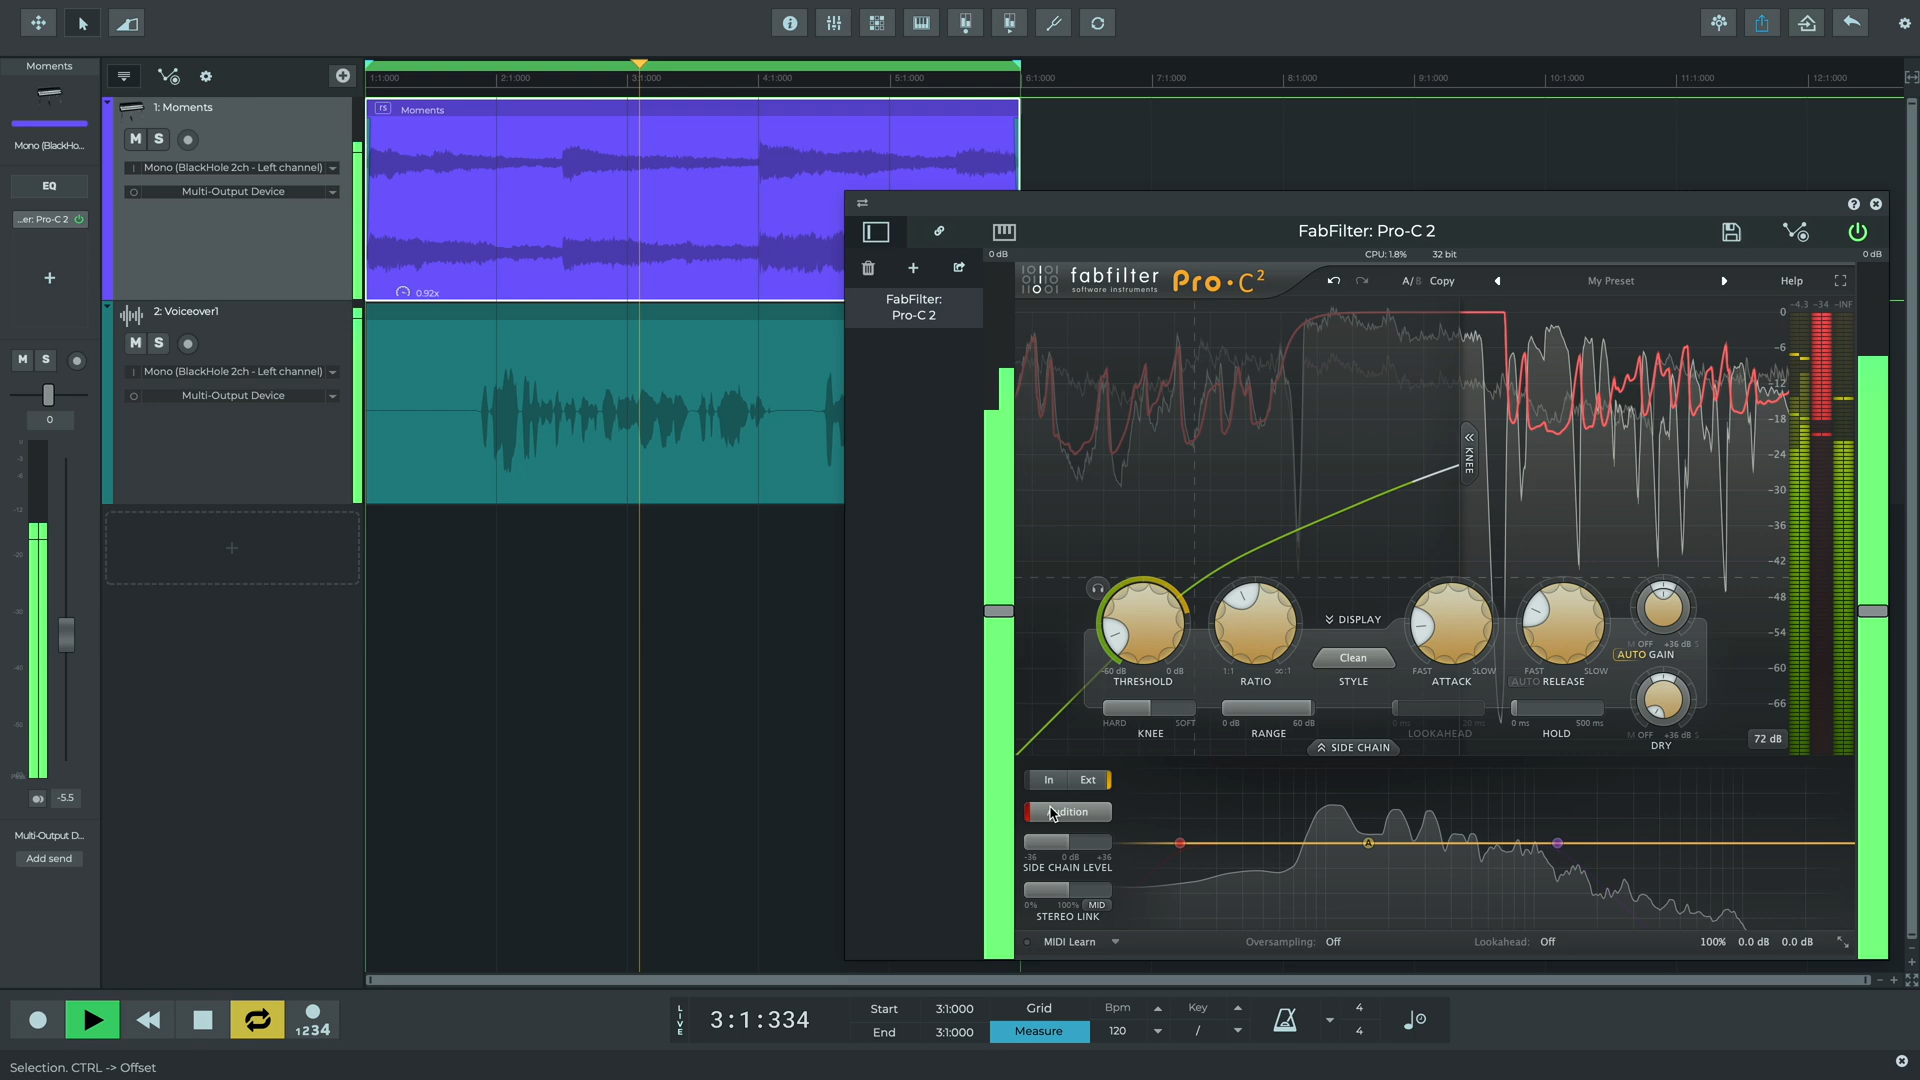 Moments
Mono (BlackHo...
EQ
...er: Pro-C 2
+
M S
0
-5.5
Multi-Output D...
Add send
1: Moments
M S
Mono (BlackHole 2ch - Left channel)
Multi-Output Device
2: Voiceover1
M S
Mono (BlackHole 2ch - Left channel)
Multi-Output Device
+
1:1:000 2:1:000 3:1:000 4:1:000 5:1:000 6:1:000 7:1:000 8:1:000 9:1:000 10:1:000 11:1:000 12:1:000
rs Moments
0.92x
FabFilter: Pro-C 2
CPU: 1.8% 32 bit
0 dB 0 dB
FabFilter:
Pro-C 2
fabfilter
software instruments
Pro·C²
A/B Copy My Preset Help
-4.3 -34 -INF
0
-6
-12
-18
-24
-30
-36
-42
-48
-54
-60
-66
72 dB
KNEE
-60 dB 0 dB
THRESHOLD
1:1 ∞:1
RATIO
DISPLAY
Clean
STYLE
FAST SLOW
ATTACK
FAST SLOW
AUTO RELEASE
M OFF +36 dB S
AUTO GAIN
HARD SOFT
KNEE
0 dB 60 dB
RANGE
0 ms 20 ms
LOOKAHEAD
0 ms 500 ms
HOLD
M OFF +36 dB S
DRY
SIDE CHAIN
In Ext
dition
-36 0 dB +36
SIDE CHAIN LEVEL
0% 100% MID
STEREO LINK
A
MIDI Learn Oversampling: Off Lookahead: Off 100% 0.0 dB 0.0 dB
1234
LIVE
3:1:334
Start 3:1:000
End 3:1:000
Grid
Measure
Bpm
120
Key
/
4
4
Selection. CTRL -> Offset